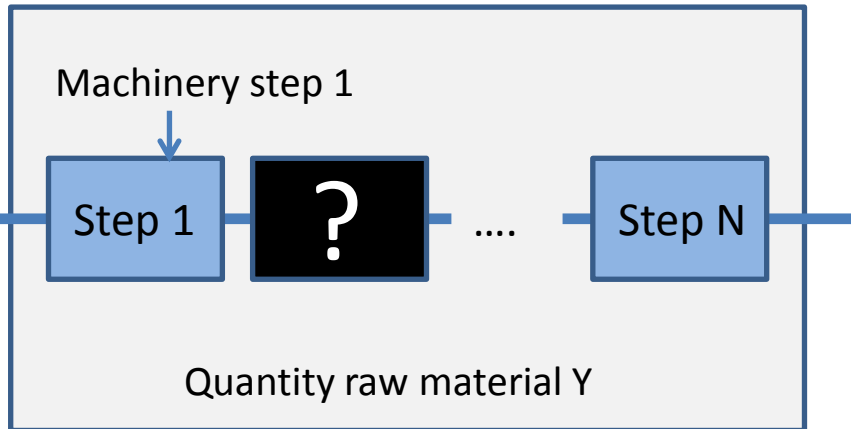 Machinery step 1
Step 1
?
....
Step N
Quantity raw material Y